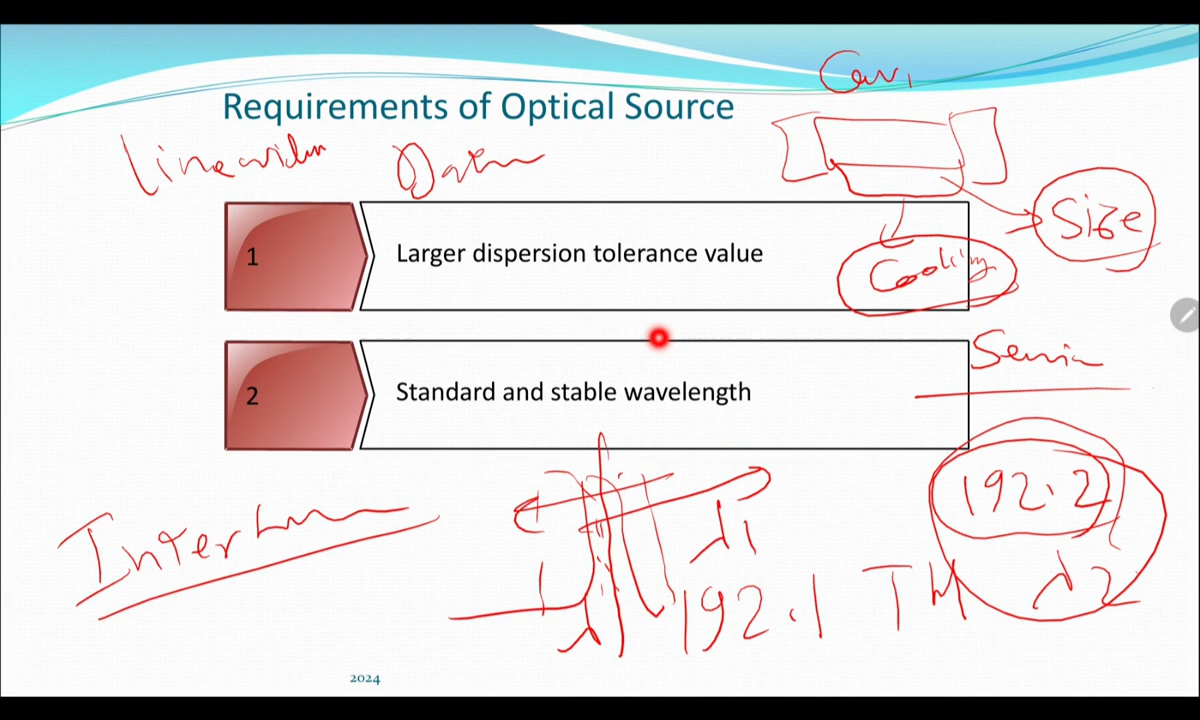 Requirements of Optical Source
1
Larger dispersion tolerance value
Size
Cooling
2
Standard and stable wavelength
192.2
λ1
192.1 TH
λ2
2024